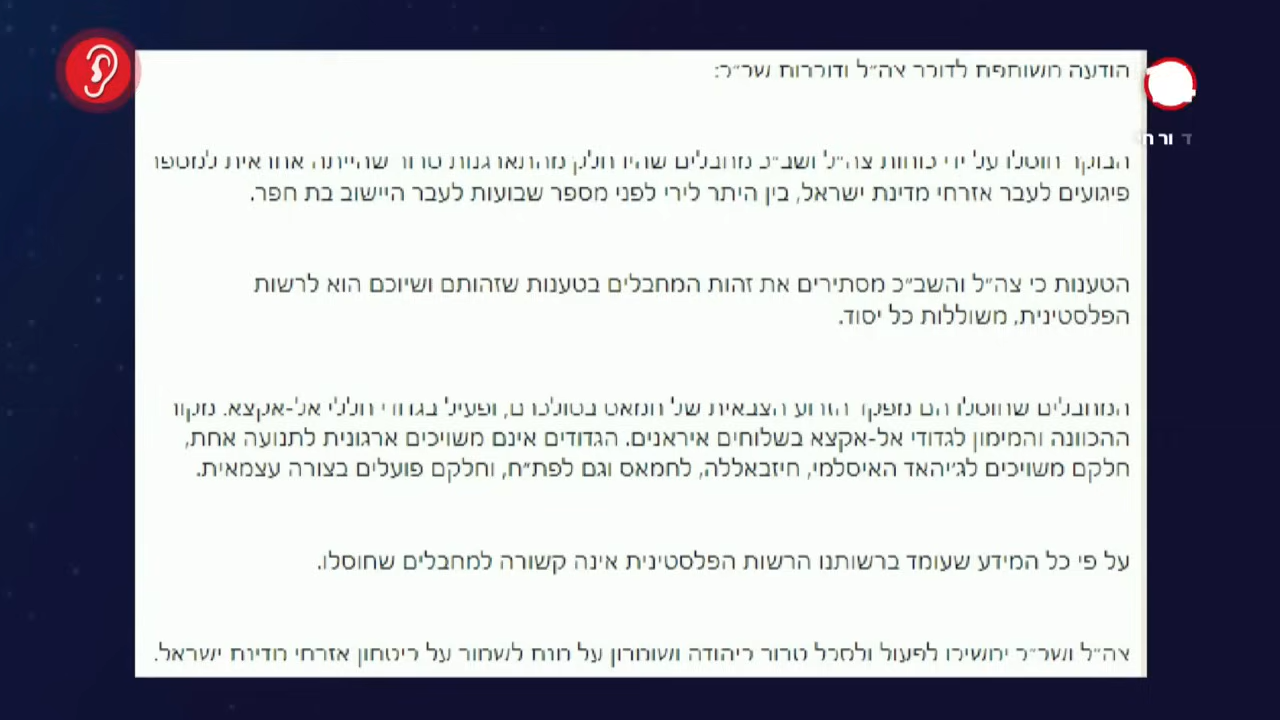 הודעה משותפת לדובר צה״ל ודוברות שב״כ:
הבוקר חוסלו על ידי כוחות צה״ל ושב״כ מחבלים שהיו חלק מהתארגנות טרור שהייתה אחראית למספר
פיגועים לעבר אזרחי מדינת ישראל, בין היתר לירי לפני מספר שבועות לעבר היישוב בת חפר.
הטענות כי צה״ל והשב״כ מסתירים את זהות המחבלים בטענות שזהותם ושיוכם הוא לרשות
הפלסטינית, משוללות כל יסוד.
המחבלים שחוסלו הם מפקד הזרוע הצבאית של חמאס בטולכרם, ופעיל בגדודי חללי אל-אקצא. מקור
ההכוונה והמימון לגדודי אל-אקצא בשלוחים איראנים. הגדודים אינם משויכים ארגונית לתנועה אחת,
חלקם משויכים לג׳יהאד האיסלמי, חיזבאללה, לחמאס וגם לפת״ח, וחלקם פועלים בצורה עצמאית.
על פי כל המידע שעומד ברשותנו הרשות הפלסטינית אינה קשורה למחבלים שחוסלו.
צה״ל ושב״כ ימשיכו לפעול ולסכל טרור ביהודה ושומרון על מנת לשמור על ביטחון אזרחי מדינת ישראל.